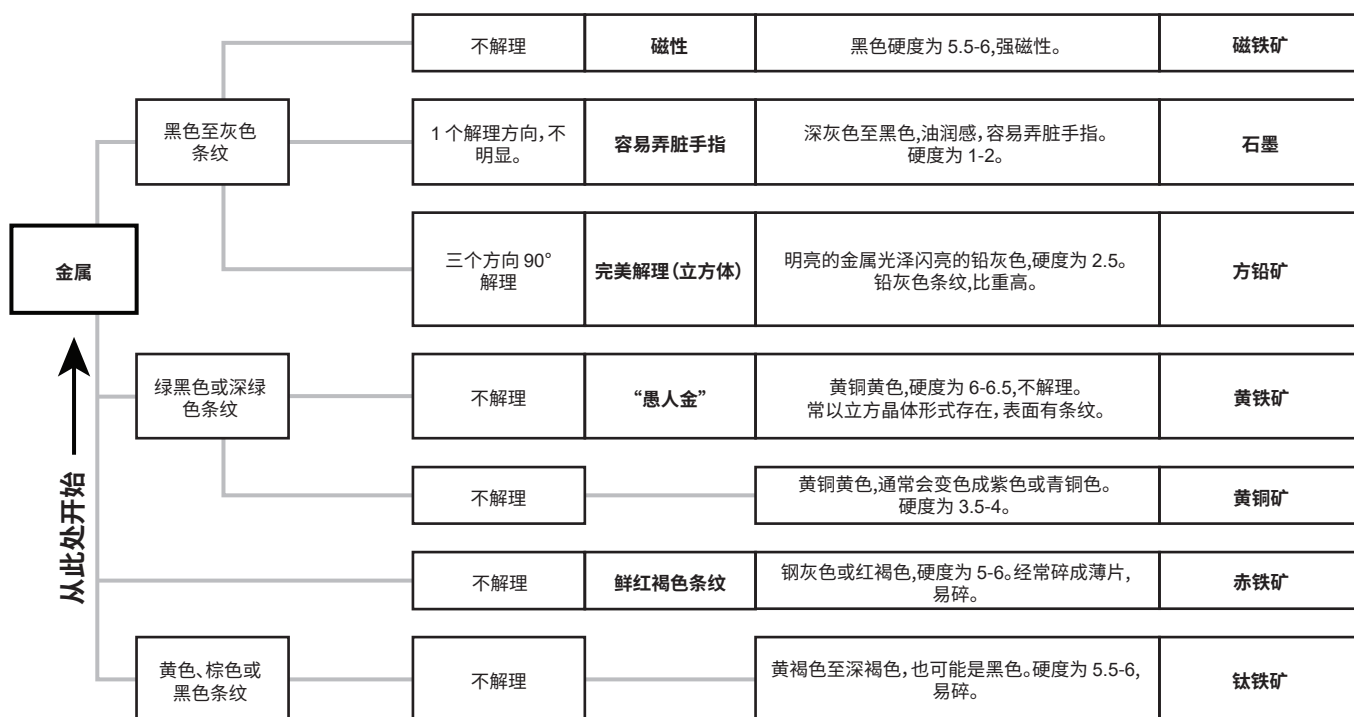 不解理
磁性
黑色硬度为 5.5-6,强磁性。
磁铁矿
黑色至灰色
条纹
1 个解理方向，不
明显。
容易弄脏手指
深灰色至黑色，油润感，容易弄脏手指。
硬度为 1-2。
石墨
金属
三个方向 90°
解理
完美解理（立方体）
明亮的金属光泽闪亮的铅灰色,硬度为 2.5。
铅灰色条纹,比重高。
方铅矿
绿黑色或深绿
色条纹
不解理
“愚人金”
黄铜黄色,硬度为 6-6.5,不解理。
常以立方晶体形式存在，表面有条纹。
黄铁矿
不解理
黄铜黄色,通常会变色成紫色或青铜色。
硬度为 3.5-4。
黄铜矿
从此处开始
不解理
鲜红褐色条纹
钢灰色或红褐色,硬度为 5-6。经常碎成薄片，
易碎。
赤铁矿
黄色、棕色或
黑色条纹
不解理
黄褐色至深褐色，也可能是黑色。硬度为 5.5-6,
易碎。
钛铁矿